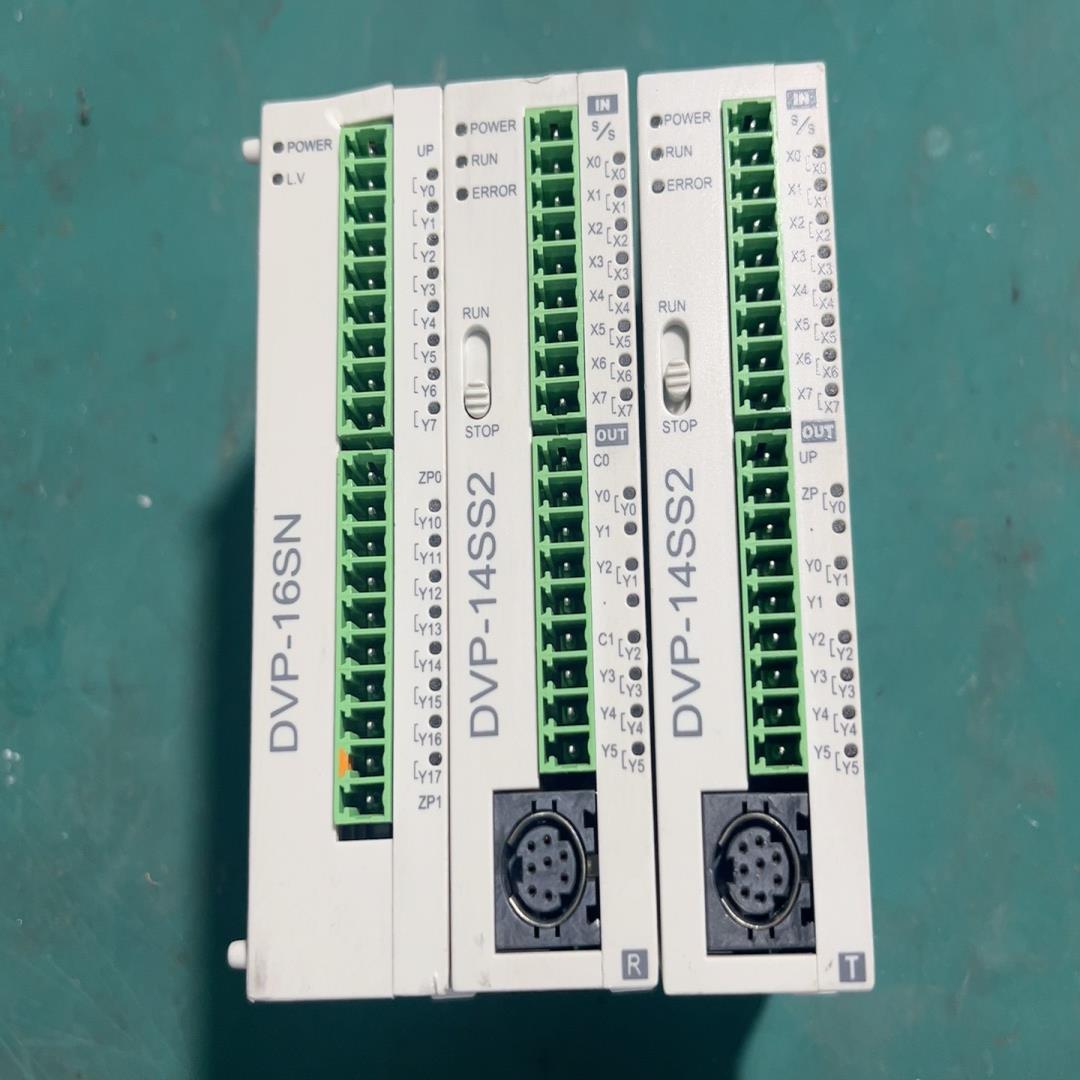 POWER
L.V
UP
Y0
Y1
Y2
Y3
Y4
Y5
Y6
Y7
ZP0
Y10
Y11
Y12
Y13
Y14
Y15
Y16
Y17
ZP1
DVP-16SN
POWER
RUN
ERROR
RUN
STOP
DVP-14SS2
IN
S/S
X0 X0
X1 X1
X2 X2
X3 X3
X4 X4
X5 X5
X6 X6
X7 X7
OUT
C0
Y0 Y0
Y1
Y2 Y1
C1 Y2
Y3 Y3
Y4 Y4
Y5 Y5
R
POWER
RUN
ERROR
RUN
STOP
DVP-14SS2
IN
S/S
X0 X0
X1 X1
X2 X2
X3 X3
X4 X4
X5 X5
X6 X6
X7 X7
OUT
UP
ZP Y0
Y0 Y1
Y1
Y2 Y2
Y3 Y3
Y4 Y4
Y5 Y5
T